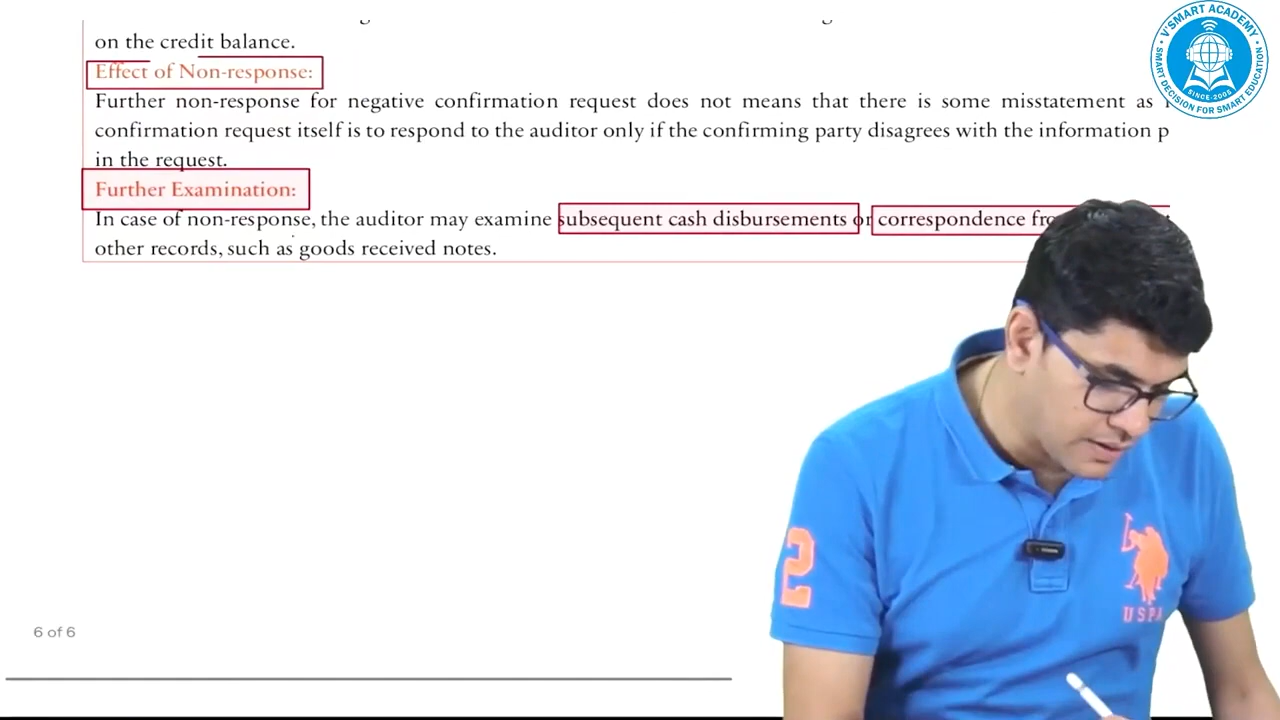 on the credit balance.
Effect of Non-response:
Further non-response for negative confirmation request does not means that there is some misstatement as
confirmation request itself is to respond to the auditor only if the confirming party disagrees with the information
in the request.
Further Examination:
In case of non-response, the auditor may examine subsequent cash disbursements or correspondence
other records, such as goods received notes.
6 of 6
V'SMART ACADEMY
SINCE-2005
SMART DECISION FOR SMART EDUCATION
2
USPA